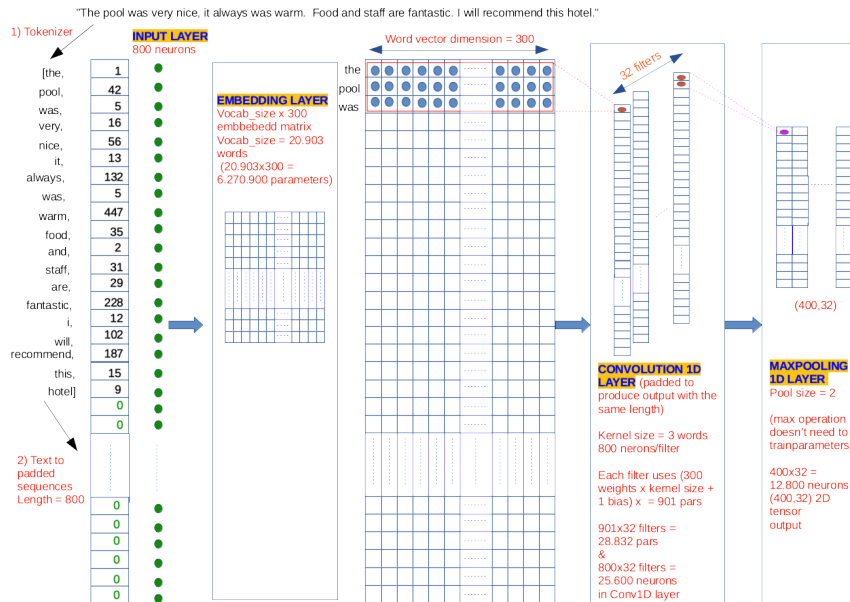 "The pool was very nice, it always was warm. Food and staff are fantastic. I will recommend this hotel."
1) Tokenizer
[the,
pool,
was,
very,
nice,
it,
always,
was,
warm,
food,
and,
staff,
are,
fantastic,
i,
will,
recommend,
this,
hotel]
2) Text to
padded
sequences
Length = 800
1
42
5
16
56
13
132
5
447
35
2
31
29
228
12
102
187
15
9
0
0
0
0
0
0
0
0
INPUT LAYER
800 neurons
EMBEDDING LAYER
Vocab_size x 300
embbebedd matrix
Vocab_size = 20.903
words
(20.903x300 =
6.270.900 parameters)
Word vector dimension = 300
the
pool
was
32 filters
CONVOLUTION 1D
LAYER (padded to
produce output with the
same length)
Kernel size = 3 words
800 nerons/filter
Each filter uses (300
weights x kernel size +
1 bias) x = 901 pars
901x32 filters =
28.832 pars
&
800x32 filters =
25.600 neurons
in Conv1D layer
(400,32)
MAXPOOLING
1D LAYER
Pool size = 2
(max operation
doesn't need to
trainparameters
400x32 =
12.800 neurons
(400,32) 2D
tensor
output